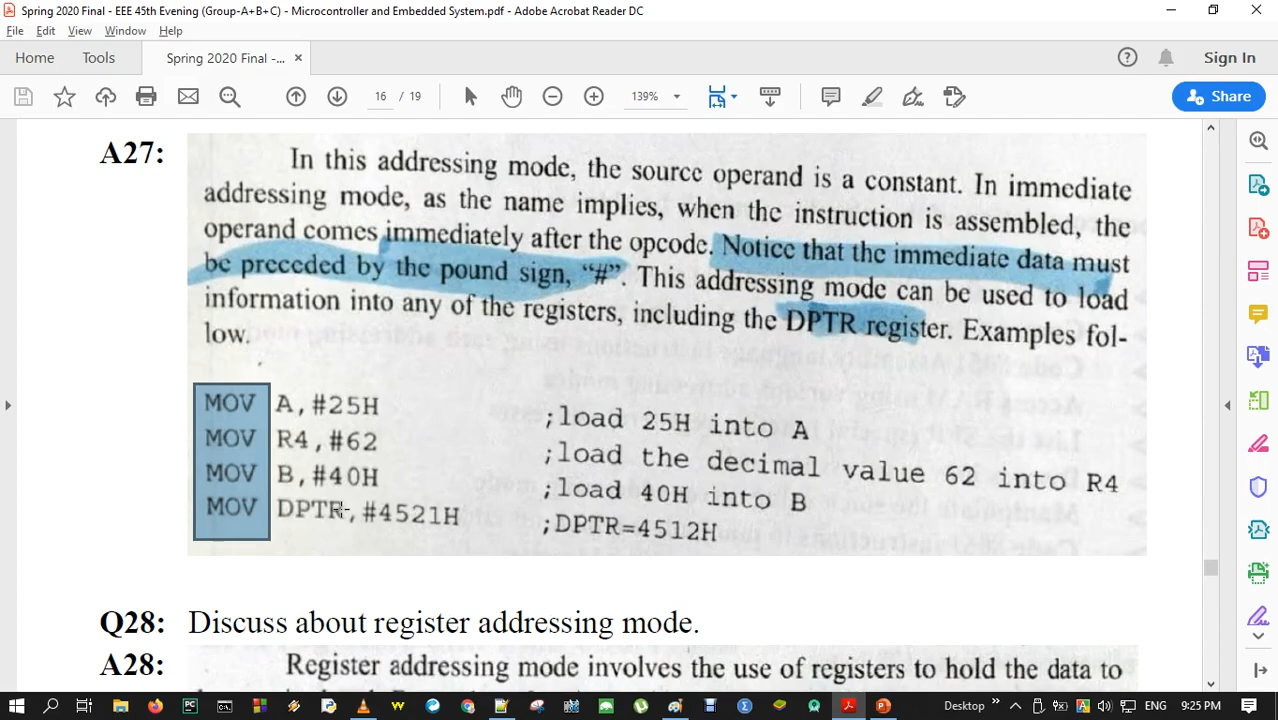 Spring 2020 Final - EEE 45th Evening (Group-A+B+C) - Microcontroller and Embedded System.pdf - Adobe Acrobat Reader DC
File Edit View Window Help
Home Tools Spring 2020 Final -... × Sign In
16 / 19 139% Share
A27: In this addressing mode, the source operand is a constant. In immediate
addressing mode, as the name implies, when the instruction is assembled, the
operand comes immediately after the opcode. Notice that the immediate data must
be preceded by the pound sign, “#”. This addressing mode can be used to load
information into any of the registers, including the DPTR register. Examples fol-
low.
MOV A,#25H ;load 25H into A
MOV R4,#62 ;load the decimal value 62 into R4
MOV B,#40H ;load 40H into B
MOV DPTR,#4521H ;DPTR=4512H
Q28: Discuss about register addressing mode.
A28: Register addressing mode involves the use of registers to hold the data to
Desktop » ENG 9:25 PM